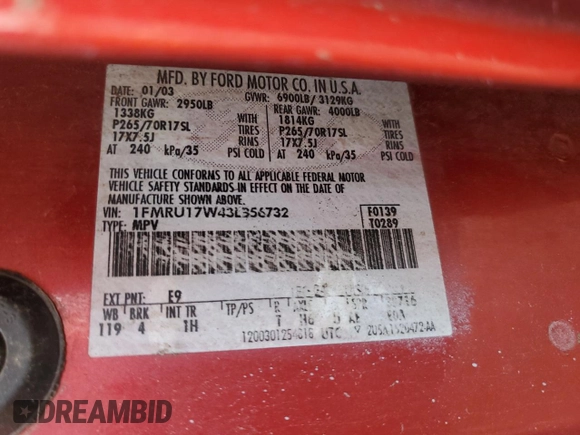 MFD. BY FORD MOTOR CO. IN U.S.A.
DATE: 01/03 GVWR: 6900LB/ 3129KG
FRONT GAWR: 2950LB REAR GAWR: 4000LB
1338KG WITH 1814KG WITH
P265/70R17SL TIRES P265/70R17SL TIRES
17X7.5J RIMS 17X7.5J RIMS
AT 240 kPa/35 PSI COLD AT 240 kPa/35 PSI COLD
THIS VEHICLE CONFORMS TO ALL APPLICABLE FEDERAL MOTOR
VEHICLE SAFETY STANDARDS IN EFFECT ON THE DATE OF
MANUFACTURE SHOWN ABOVE.
VIN: 1FMRU17W43L 56732 F0139
TYPE: MPV T0289
EXT PNT: E9
WB BRK INT TR TP/PS R
119 4 1H T H6
UTC
DREAMBID